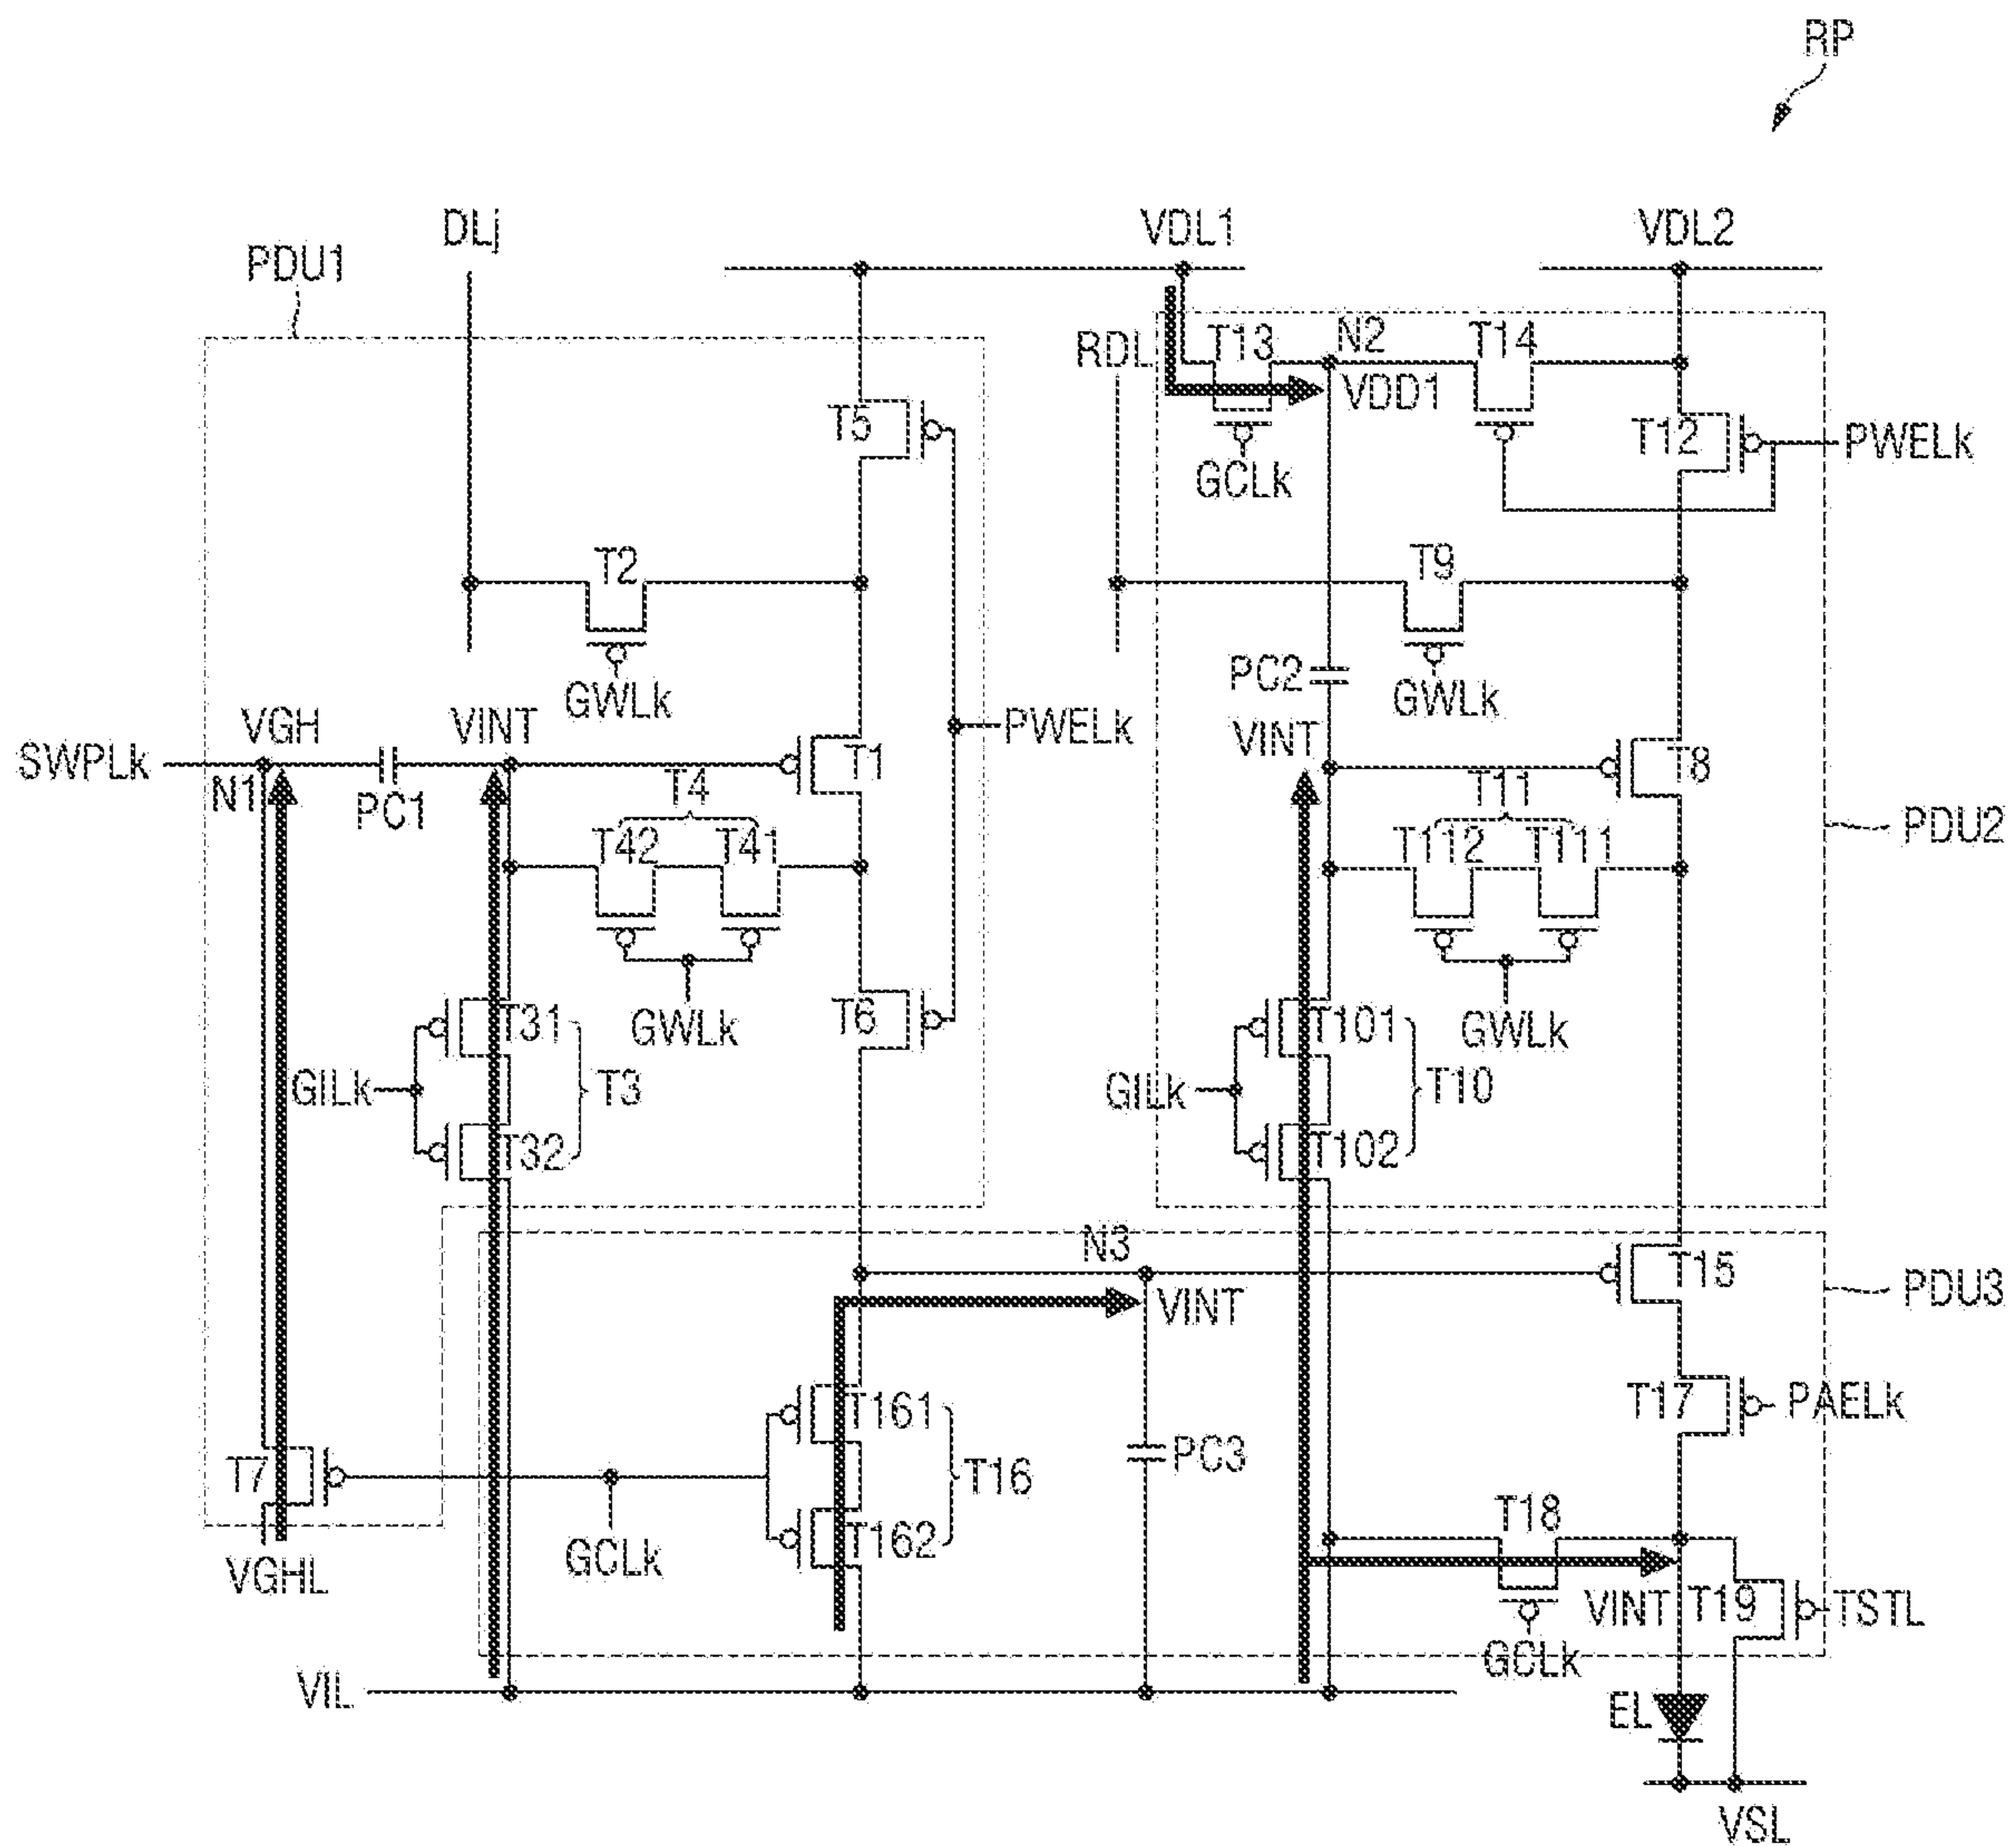 RP
DLj
VDL1
VDL2
PDU1
RDL
T13
N2
T14
VDD1
T5
T12
PWELk
GCLk
T2
T9
GWLk
PC2
GWLk
VGH
VINT
PWELk
VINT
SWPLk
N1
PC1
T1
T8
T4
T11
T42
T41
T112
T111
PDU2
T31
GWLk
T6
T101
GWLk
GILk
T3
GILk
T10
T32
T102
N3
T15
VINT
PDU3
T161
T17
PAELk
T7
T16
PC3
T162
T18
VGHL
GCLk
VINT
T19
TSTL
GCLk
VIL
EL
VSL